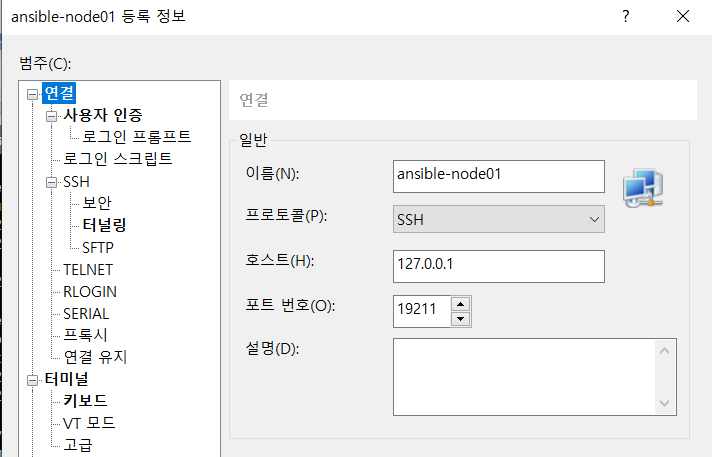 ansible-node01 등록 정보
?
범주(C):
연결
사용자 인증
로그인 프롬프트
로그인 스크립트
SSH
보안
터널링
SFTP
TELNET
RLOGIN
SERIAL
프록시
연결 유지
터미널
키보드
VT 모드
고급
연결
일반
이름(N):
ansible-node01
프로토콜(P):
SSH
호스트(H):
127.0.0.1
포트 번호(O):
19211
설명(D):